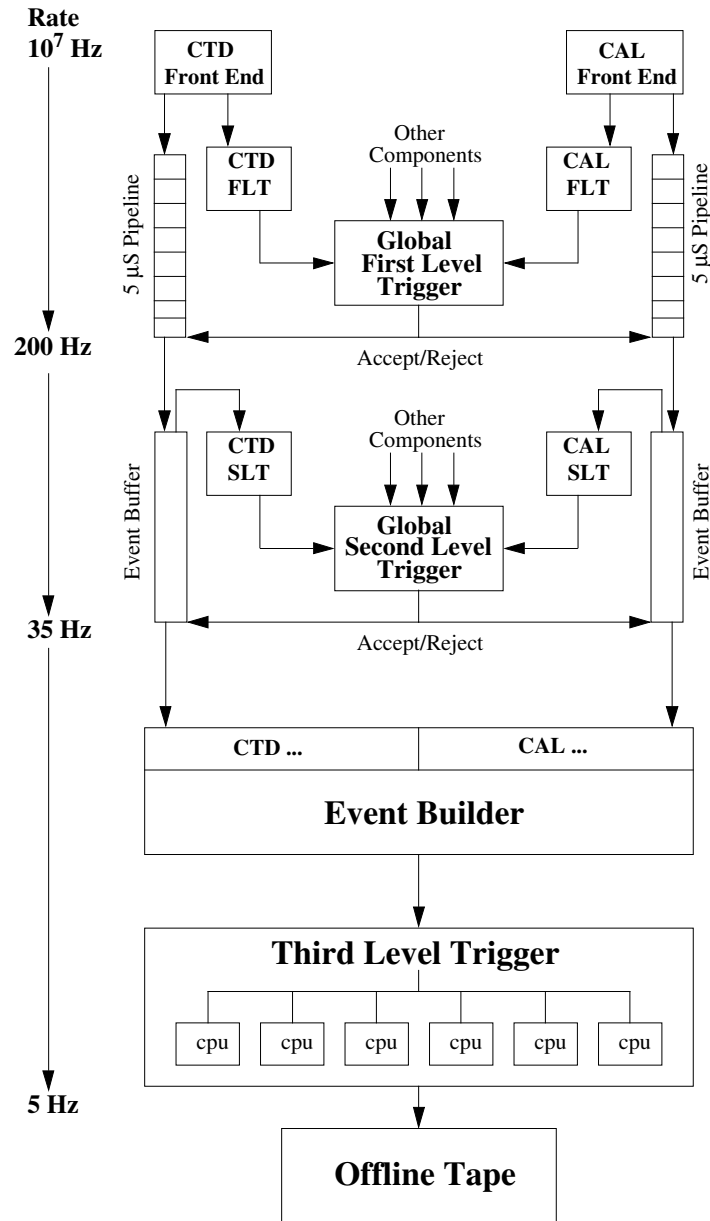 Rate
10⁷ Hz
CTD
Front End
CAL
Front End
Other
Components
CTD
FLT
CAL
FLT
5 μS Pipeline
Global
First Level
Trigger
5 μS Pipeline
200 Hz
Accept/Reject
Other
Components
CTD
SLT
CAL
SLT
Event Buffer
Global
Second Level
Trigger
Event Buffer
35 Hz
Accept/Reject
CTD ...
CAL ...
Event Builder
Third Level Trigger
cpu
cpu
cpu
cpu
cpu
cpu
5 Hz
Offline Tape